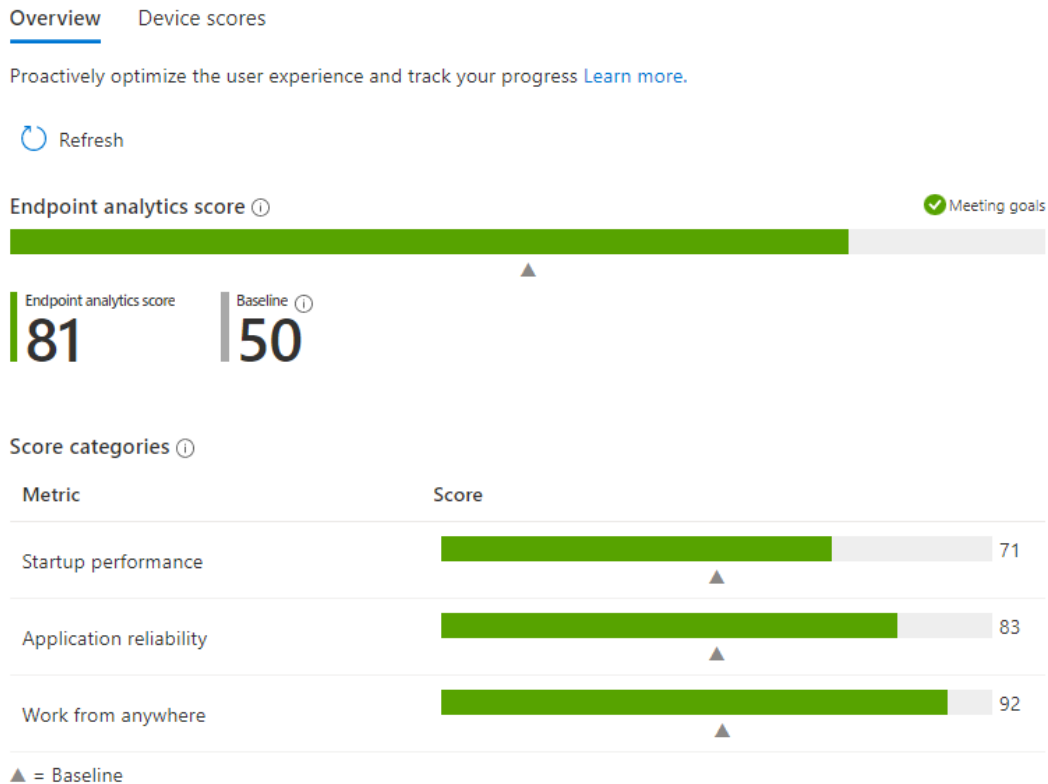 Overview Device scores
Proactively optimize the user experience and track your progress Learn more.
Refresh
Endpoint analytics score
Meeting goals
Endpoint analytics score
81
Baseline
50
Score categories
Metric Score
Startup performance 71
Application reliability 83
Work from anywhere 92
▲ = Baseline